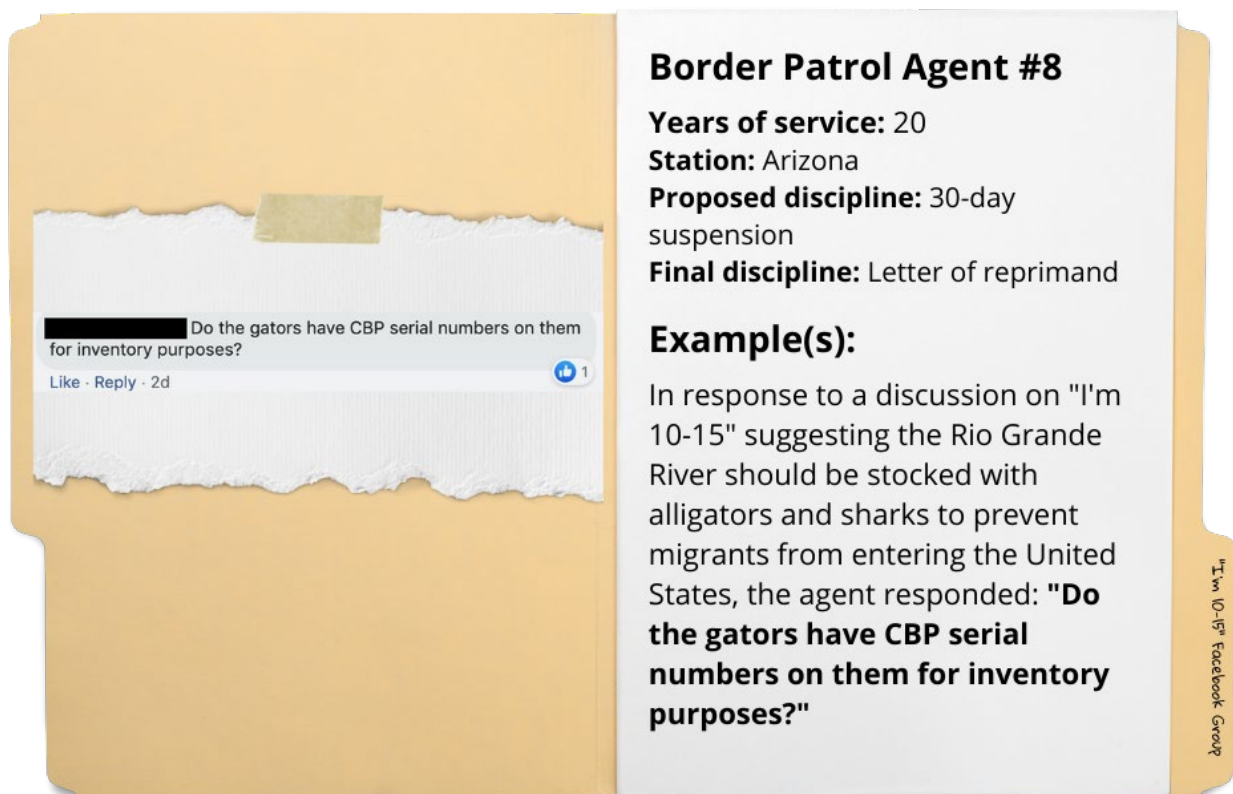 Do the gators have CBP serial numbers on them
for inventory purposes?
Like · Reply · 2d
1
Border Patrol Agent #8
Years of service: 20
Station: Arizona
Proposed discipline: 30-day
suspension
Final discipline: Letter of reprimand
Example(s):
In response to a discussion on "I'm
10-15" suggesting the Rio Grande
River should be stocked with
alligators and sharks to prevent
migrants from entering the United
States, the agent responded: "Do
the gators have CBP serial
numbers on them for inventory
purposes?"
"I'm 10-15" Facebook Group